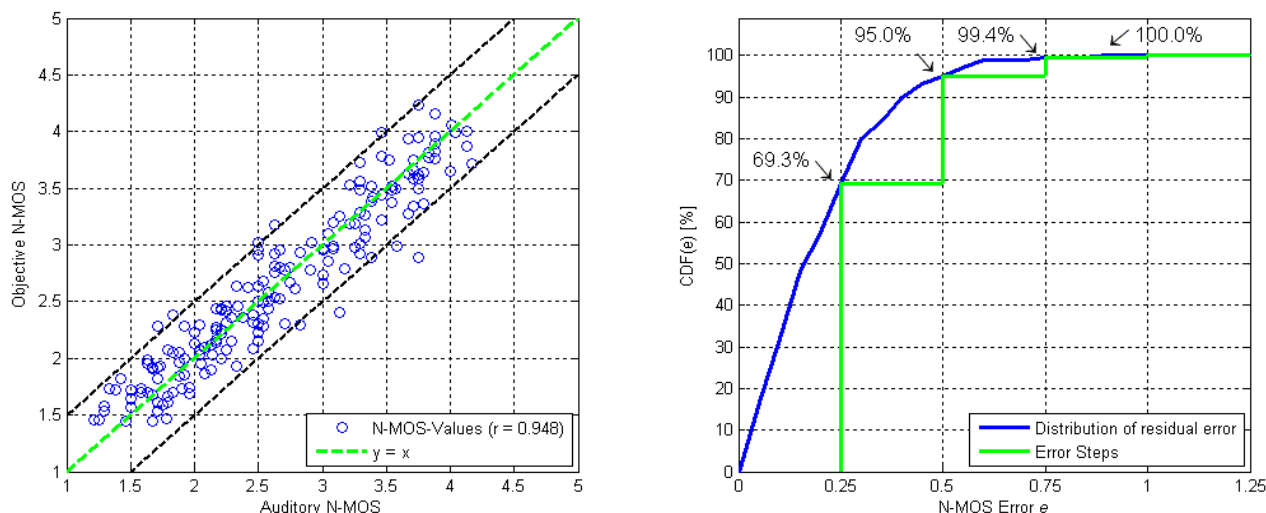 5
4.5
4
3.5
3
2.5
2
1.5
1
Objective N-MOS
1 1.5 2 2.5 3 3.5 4 4.5 5
Auditory N-MOS
N-MOS-Values (r = 0.948)
y = x
100
90
80
70
60
50
40
30
20
10
0
CDF(e) [%]
69.3%
95.0%
99.4%
100.0%
0 0.25 0.5 0.75 1 1.25
N-MOS Error e
Distribution of residual error
Error Steps